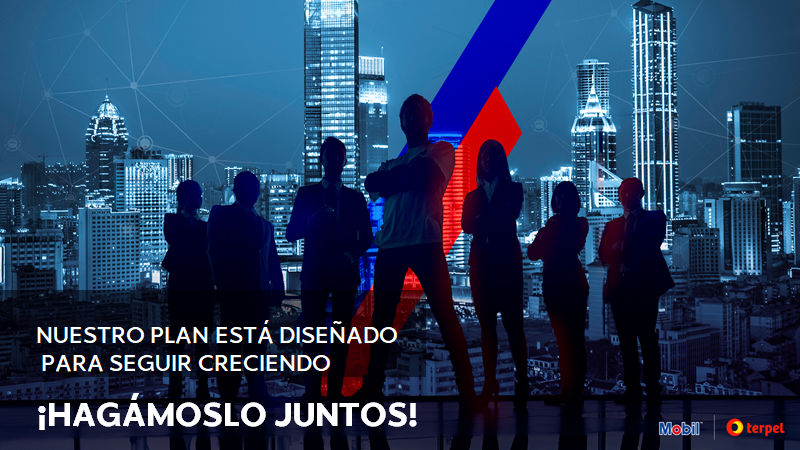 NUESTRO PLAN ESTÁ DISEÑADO
PARA SEGUIR CRECIENDO
¡HAGÁMOSLO JUNTOS!
Mobil
terpel